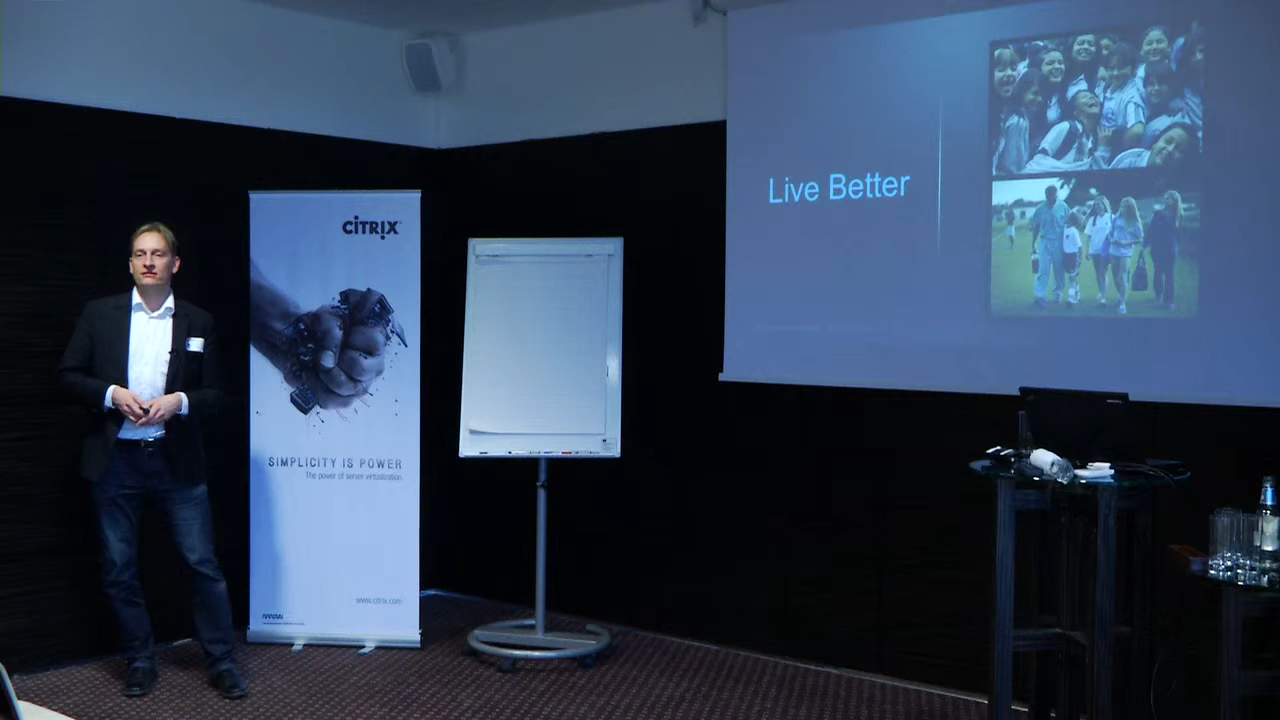 CITRIX
SIMPLICITY IS POWER
The power of server virtualization.
www.citrix.com
Live Better